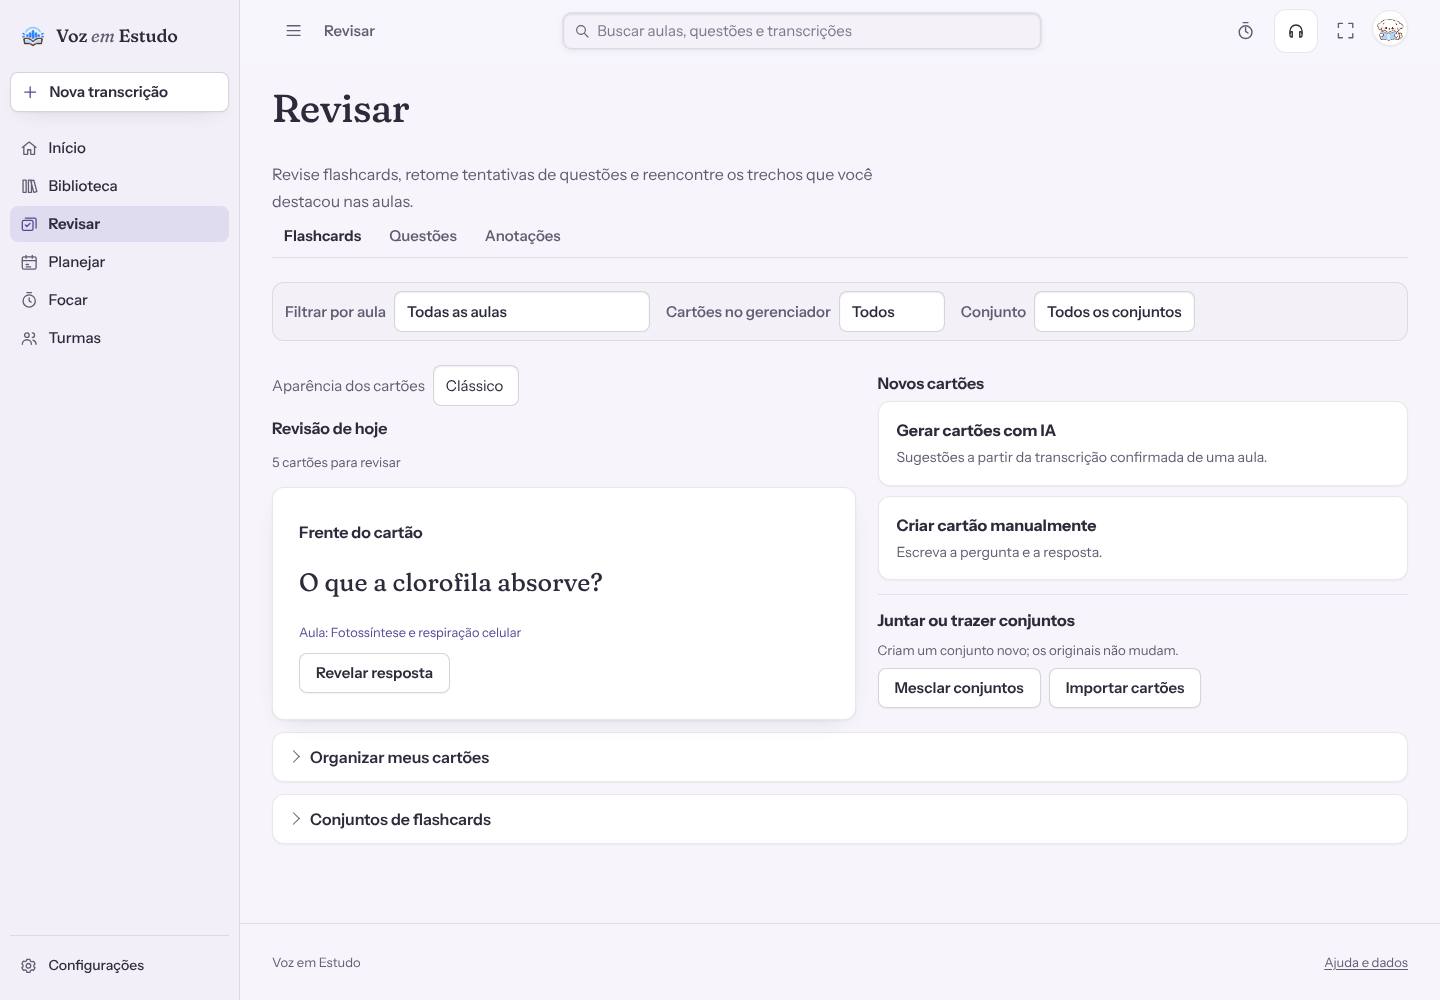 Voz em Estudo
Nova transcrição
Início
Biblioteca
Revisar
Planejar
Focar
Turmas
Configurações
Revisar
Buscar aulas, questões e transcrições
Revisar
Revise flashcards, retome tentativas de questões e reencontre os trechos que você
destacou nas aulas.
Flashcards Questões Anotações
Filtrar por aula Todas as aulas Cartões no gerenciador Todos Conjunto Todos os conjuntos
Aparência dos cartões Clássico
Revisão de hoje
5 cartões para revisar
Frente do cartão
O que a clorofila absorve?
Aula: Fotossíntese e respiração celular
Revelar resposta
Novos cartões
Gerar cartões com IA
Sugestões a partir da transcrição confirmada de uma aula.
Criar cartão manualmente
Escreva a pergunta e a resposta.
Juntar ou trazer conjuntos
Criam um conjunto novo; os originais não mudam.
Mesclar conjuntos Importar cartões
Organizar meus cartões
Conjuntos de flashcards
Voz em Estudo
Ajuda e dados